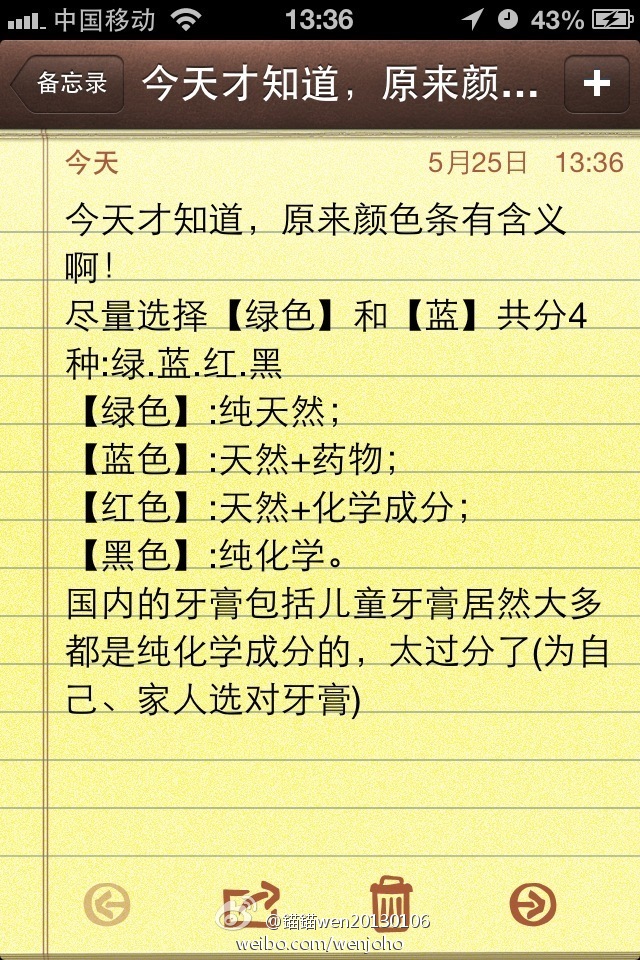 中国移动 13:36 43%
备忘录 今天才知道，原来颜...
今天 5月25日 13:36
今天才知道，原来颜色条有含义
啊！
尽量选择【绿色】和【蓝】共分4
种:绿.蓝.红.黑
【绿色】:纯天然；
【蓝色】:天然+药物；
【红色】:天然+化学成分；
【黑色】:纯化学。
国内的牙膏包括儿童牙膏居然大多
都是纯化学成分的，太过分了(为自
己、家人选对牙膏)
@锚锚wen20130106
weibo.com/wenjoho